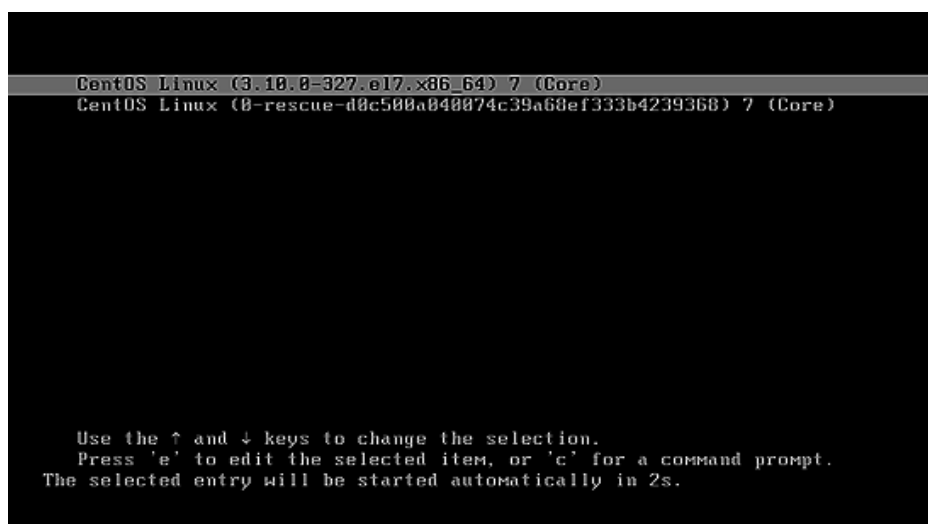 CentOS Linux (3.10.0-327.el7.x86_64) 7 (Core)
CentOS Linux (0-rescue-d0c500a040074c39a68ef333b4239368) 7 (Core)
Use the ↑ and ↓ keys to change the selection.
Press 'e' to edit the selected item, or 'c' for a command prompt.
The selected entry will be started automatically in 2s.